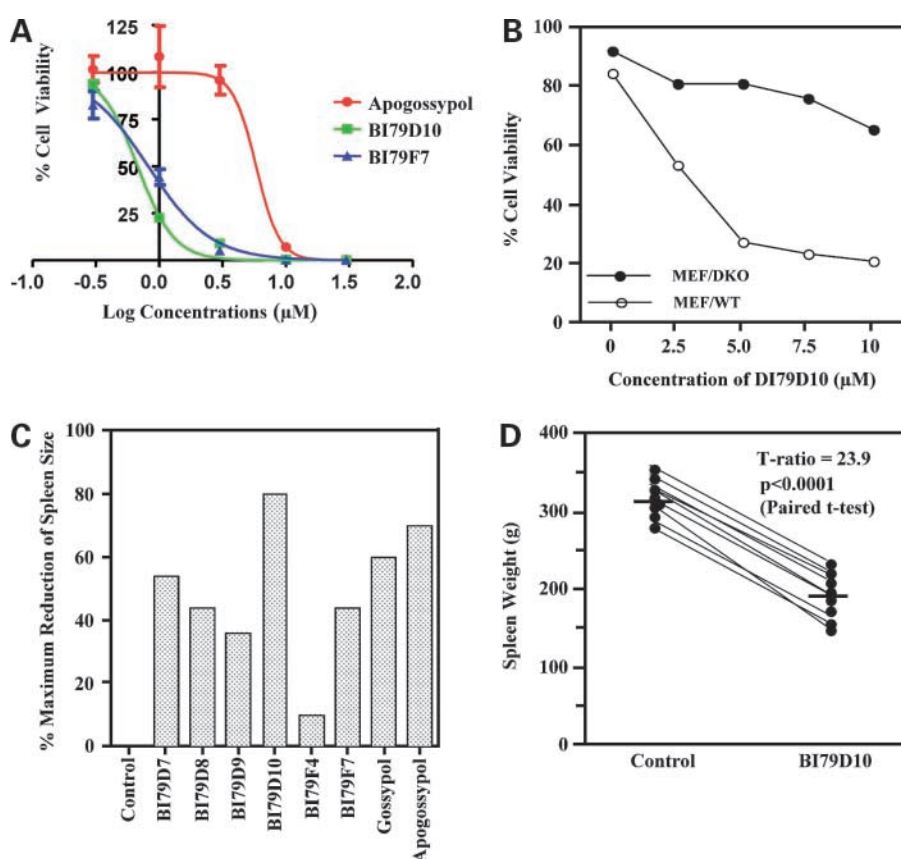 A
125
100
75
50
25
% Cell Viability
-1.0 -0.5 0.0 0.5 1.0 1.5 2.0
Log Concentrations (μM)
Apogossypol
BI79D10
BI79F7
B
100
80
60
40
20
0
% Cell Viability
MEF/DKO
MEF/WT
0 2.5 5.0 7.5 10
Concentration of DI79D10 (μM)
C
100
80
60
40
20
0
% Maximum Reduction of Spleen Size
Control
BI79D7
BI79D8
BI79D9
BI79D10
BI79F4
BI79F7
Gossypol
Apogossypol
D
400
300
200
100
0
Spleen Weight (g)
T-ratio = 23.9
p<0.0001
(Paired t-test)
Control BI79D10